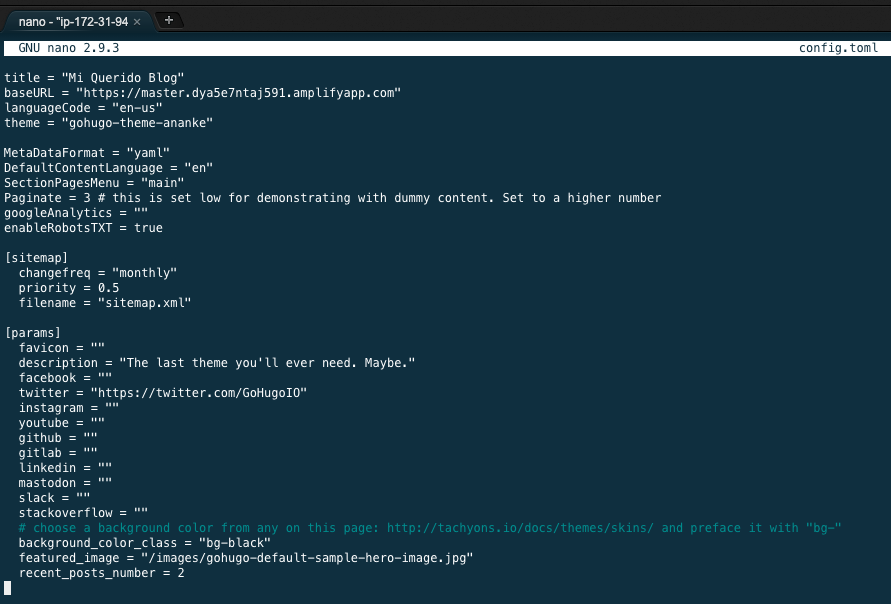 nano - "ip-172-31-94 × +
GNU nano 2.9.3 config.toml
title = "Mi Querido Blog"
baseURL = "https://master.dya5e7ntaj591.amplifyapp.com"
languageCode = "en-us"
theme = "gohugo-theme-ananke"
MetaDataFormat = "yaml"
DefaultContentLanguage = "en"
SectionPagesMenu = "main"
Paginate = 3 # this is set low for demonstrating with dummy content. Set to a higher number
googleAnalytics = ""
enableRobotsTXT = true
[sitemap]
  changefreq = "monthly"
  priority = 0.5
  filename = "sitemap.xml"
[params]
  favicon = ""
  description = "The last theme you'll ever need. Maybe."
  facebook = ""
  twitter = "https://twitter.com/GoHugoIO"
  instagram = ""
  youtube = ""
  github = ""
  gitlab = ""
  linkedin = ""
  mastodon = ""
  slack = ""
  stackoverflow = ""
  # choose a background color from any on this page: http://tachyons.io/docs/themes/skins/ and preface it with "bg-"
  background_color_class = "bg-black"
  featured_image = "/images/gohugo-default-sample-hero-image.jpg"
  recent_posts_number = 2